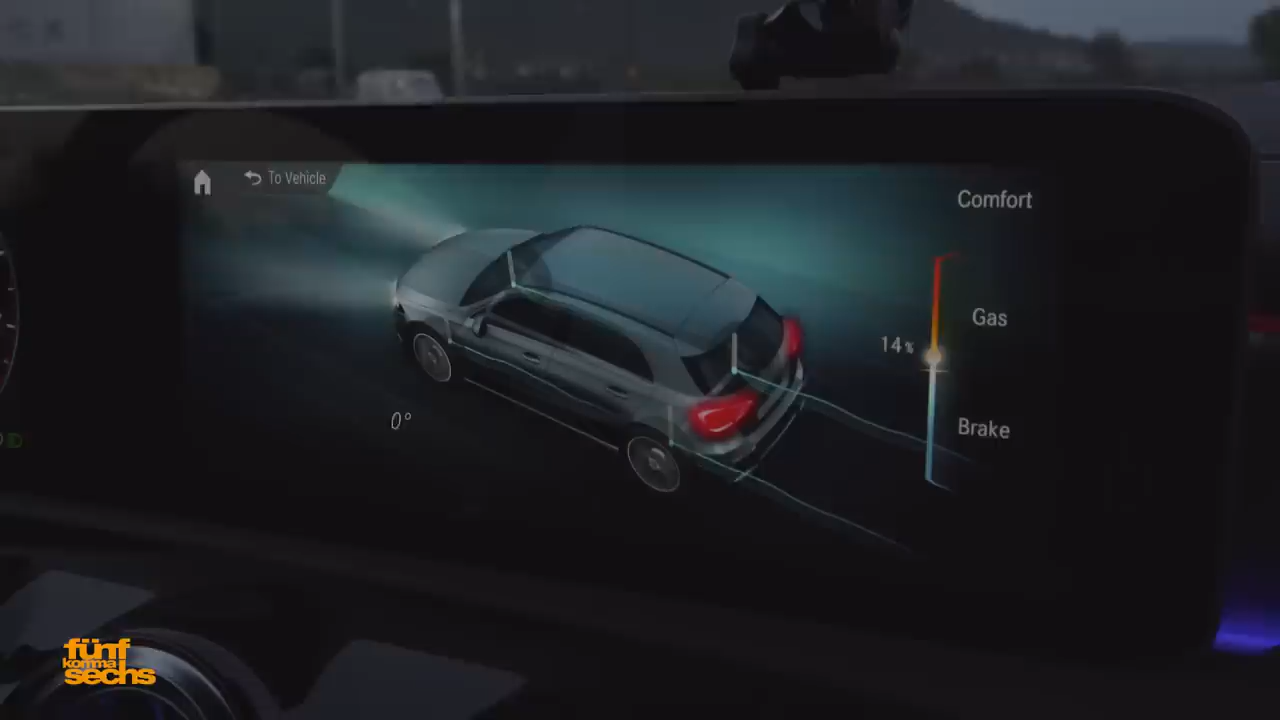 To Vehicle
Comfort
Gas
14%
Brake
0°
fünf
komma
sechs